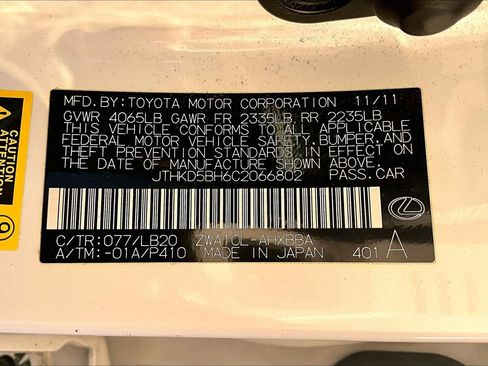 MFD.BY:TOYOTA MOTOR CORPORATION 11/11
GVWR 4065LB GAWR FR 2335LB, RR 2235LB
THIS VEHICLE CONFORMS TO ALL APPLICABLE
FEDERAL MOTOR VEHICLE SAFETY,BUMPER,AND
THEFT PREVENTION STANDARDS IN EFFECT ON
THE DATE OF MANUFACTURE SHOWN ABOVE.
JTHKD5BH6C2066802 PASS.CAR
C/TR:077/LB20 ZWA10L-AHXBBA
A/TM:-01A/P410 MADE IN JAPAN 401 A
CAUTION
ATTENTION